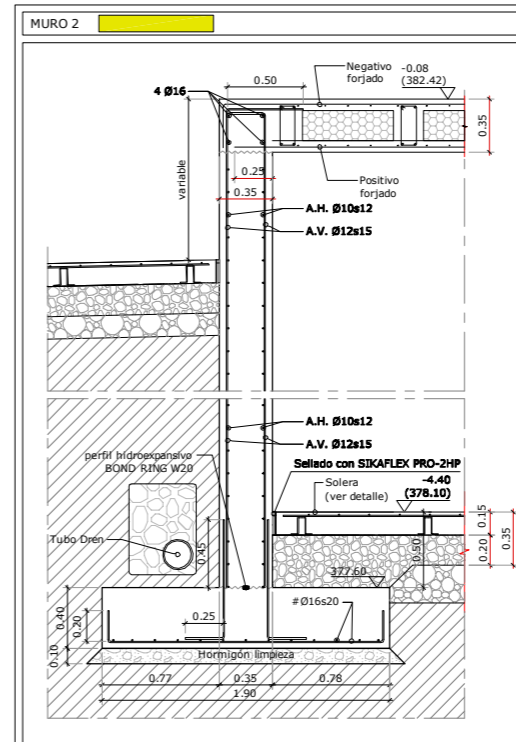 MURO 2
Negativo
forjado
-0.08
(382.42)
0.50
4 Ø16
0.35
variable
0.25
0.35
Positivo
forjado
A.H. Ø10s12
A.V. Ø12s15
A.H. Ø10s12
A.V. Ø12s15
perfil hidroexpansivo
BOND RING W20
Sellado con SIKAFLEX PRO-2HP
Solera
(ver detalle)
-4.40
(378.10)
Tubo Dren
0.45
0.50
0.15
0.20
0.35
377.60
#Ø16s20
0.25
0.40
0.20
0.10
Hormigón limpieza
0.77
0.35
0.78
1.90